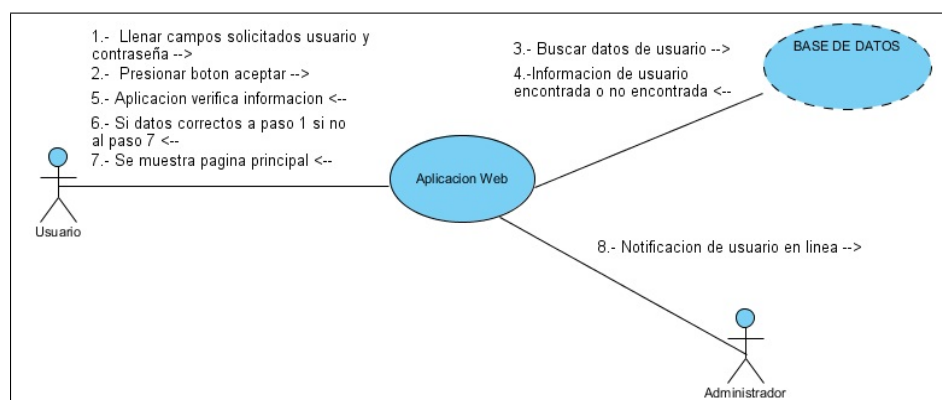 1.- Llenar campos solicitados usuario y
contraseña -->
2.- Presionar boton aceptar -->
5.- Aplicacion verifica informacion <--
6.- Si datos correctos a paso 1 si no
al paso 7 <--
7.- Se muestra pagina principal <--
Usuario
Aplicacion Web
3.- Buscar datos de usuario -->
4.-Informacion de usuario
encontrada o no encontrada <--
BASE DE DATOS
8.- Notificacion de usuario en linea -->
Administrador